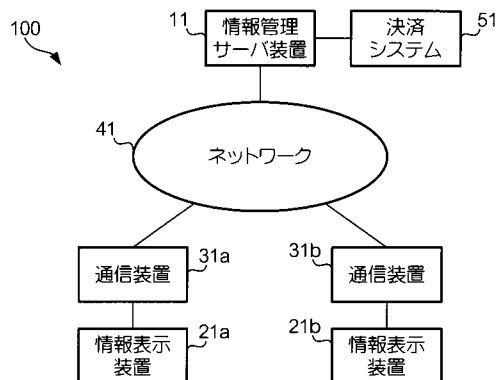 100
11
情報管理
サーバ装置
決済
システム
51
41
ネットワーク
通信装置
31a
31b
通信装置
情報表示
装置
21a
21b
情報表示
装置